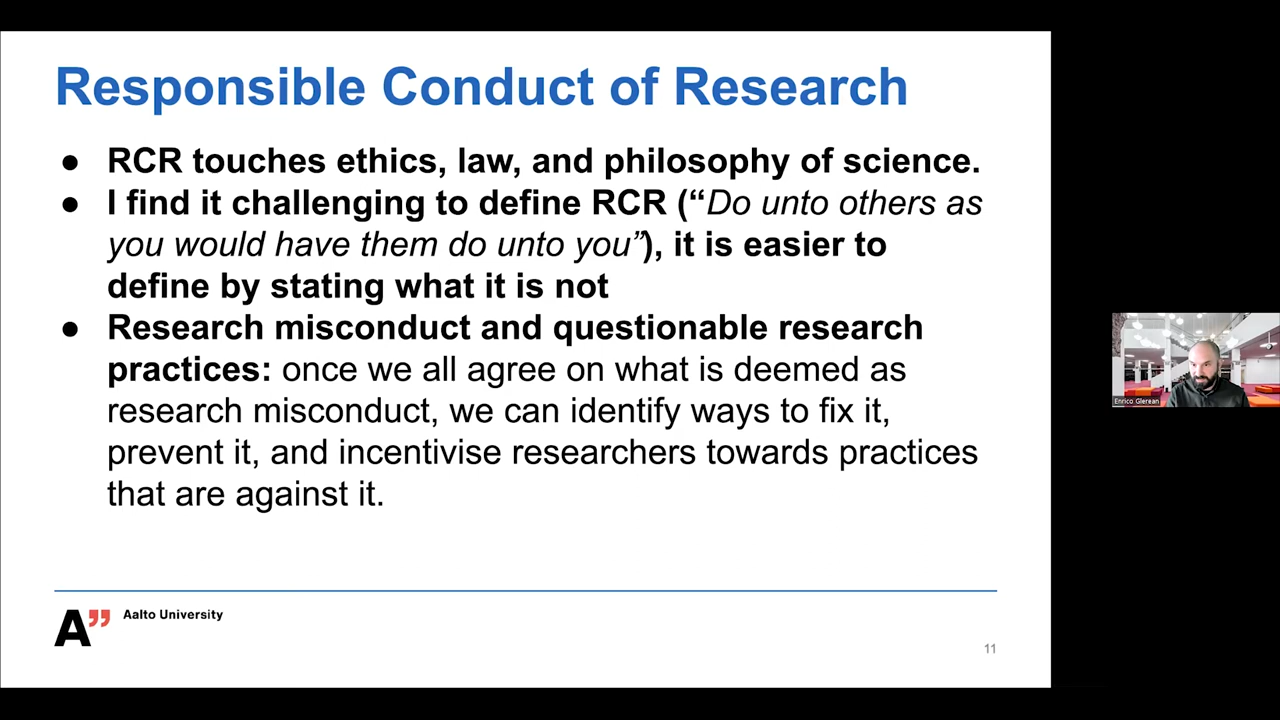 Responsible Conduct of Research
● RCR touches ethics, law, and philosophy of science.
● I find it challenging to define RCR (“Do unto others as
you would have them do unto you”), it is easier to
define by stating what it is not
● Research misconduct and questionable research
practices: once we all agree on what is deemed as
research misconduct, we can identify ways to fix it,
prevent it, and incentivise researchers towards practices
that are against it.
Enrico Glerean
A” Aalto University
11